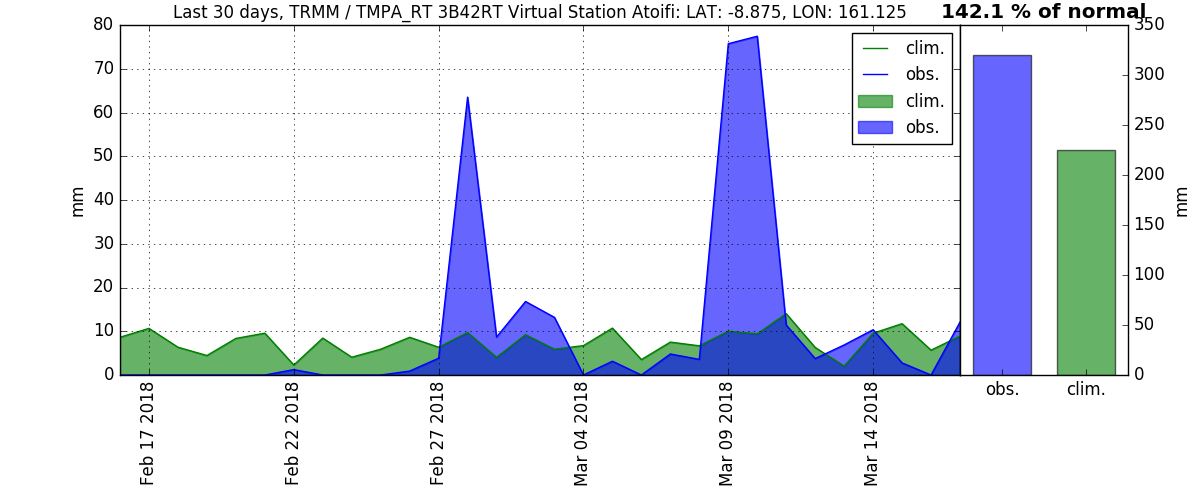 Last 30 days, TRMM / TMPA_RT 3B42RT Virtual Station Atoifi: LAT: -8.875, LON: 161.125
142.1 % of normal
80
70
60
50
40
30
20
10
0
mm
clim.
obs.
clim.
obs.
Feb 17 2018
Feb 22 2018
Feb 27 2018
Mar 04 2018
Mar 09 2018
Mar 14 2018
350
300
250
200
150
100
50
0
mm
obs.
clim.